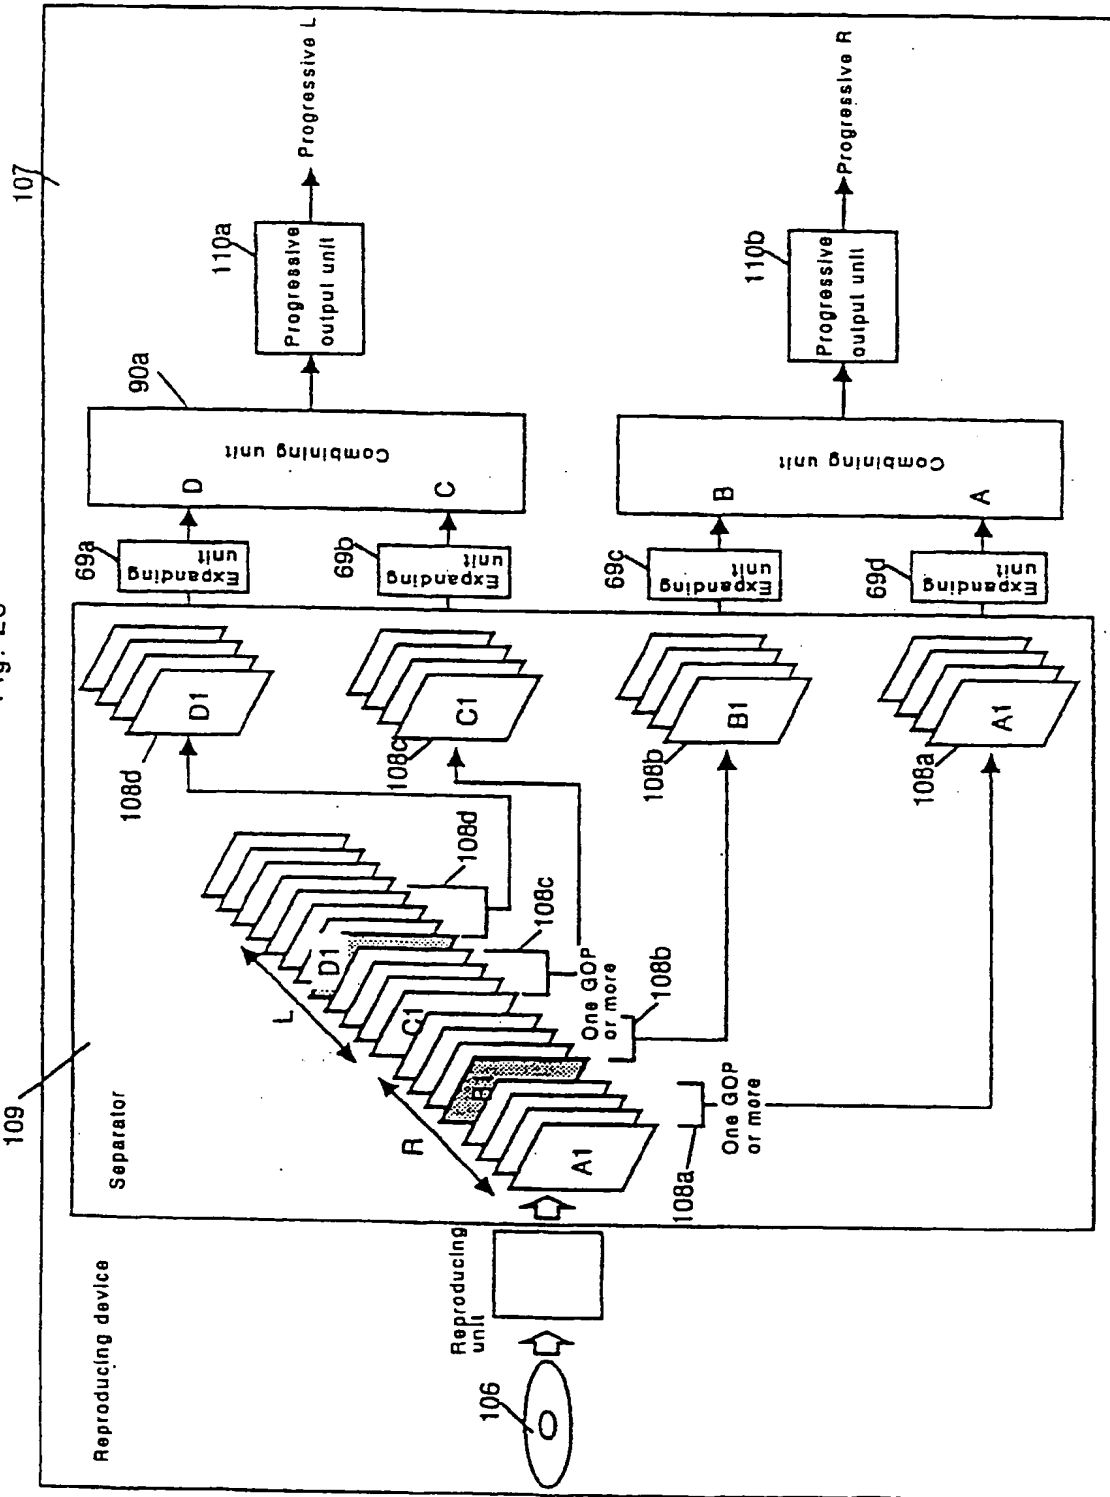 107
109
Reproducing device
Separator
106
Reproducing
unit
R
L
A1
C1
D1
108a
One GOP
or more
108b
One GOP
or more
108c
108d
108d
D1
108c
C1
108b
B1
108a
A1
69a
Expanding
unit
69b
Expanding
unit
69c
Expanding
unit
69d
Expanding
unit
90a
D
C
Combining unit
B
A
Combining unit
110a
Progressive
output unit
Progressive L
110b
Progressive
output unit
Progressive R